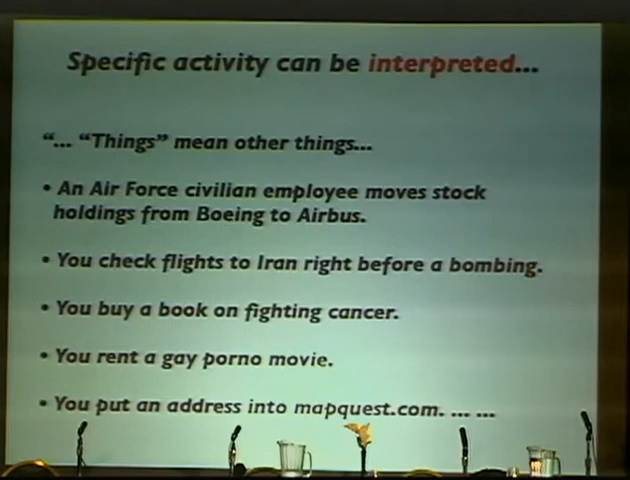 Specific activity can be interpreted...
“... “Things” mean other things...
• An Air Force civilian employee moves stock
holdings from Boeing to Airbus.
• You check flights to Iran right before a bombing.
• You buy a book on fighting cancer.
• You rent a gay porno movie.
• You put an address into mapquest.com. ... ...